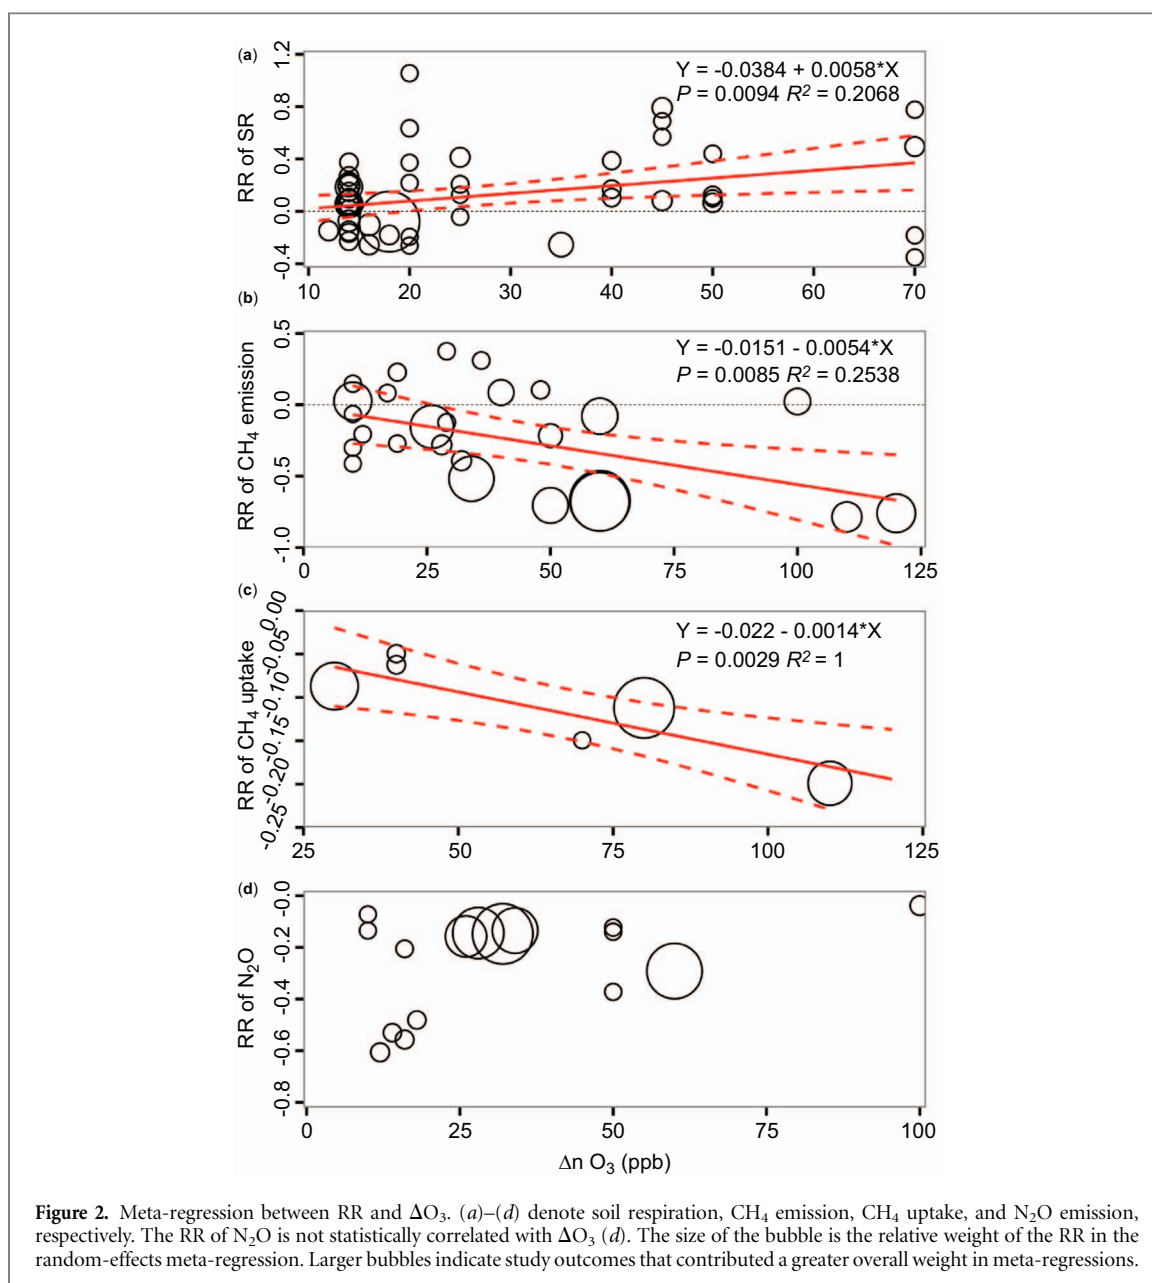 (a)
1.2
0.8
0.4
0.0
-0.4
RR of SR
Y = -0.0384 + 0.0058*X
P = 0.0094 R² = 0.2068
10 20 30 40 50 60 70
(b)
0.5
0.0
-0.5
-1.0
RR of CH₄ emission
Y = -0.0151 - 0.0054*X
P = 0.0085 R² = 0.2538
0 25 50 75 100 125
(c)
0.00
-0.05
-0.10
-0.15
-0.20
-0.25
RR of CH₄ uptake
Y = -0.022 - 0.0014*X
P = 0.0029 R² = 1
25 50 75 100 125
(d)
-0.0
-0.2
-0.4
-0.6
-0.8
RR of N₂O
0 25 50 75 100
Δn O₃ (ppb)
Figure 2. Meta-regression between RR and ΔO₃. (a)–(d) denote soil respiration, CH₄ emission, CH₄ uptake, and N₂O emission,
respectively. The RR of N₂O is not statistically correlated with ΔO₃ (d). The size of the bubble is the relative weight of the RR in the
random-effects meta-regression. Larger bubbles indicate study outcomes that contributed a greater overall weight in meta-regressions.